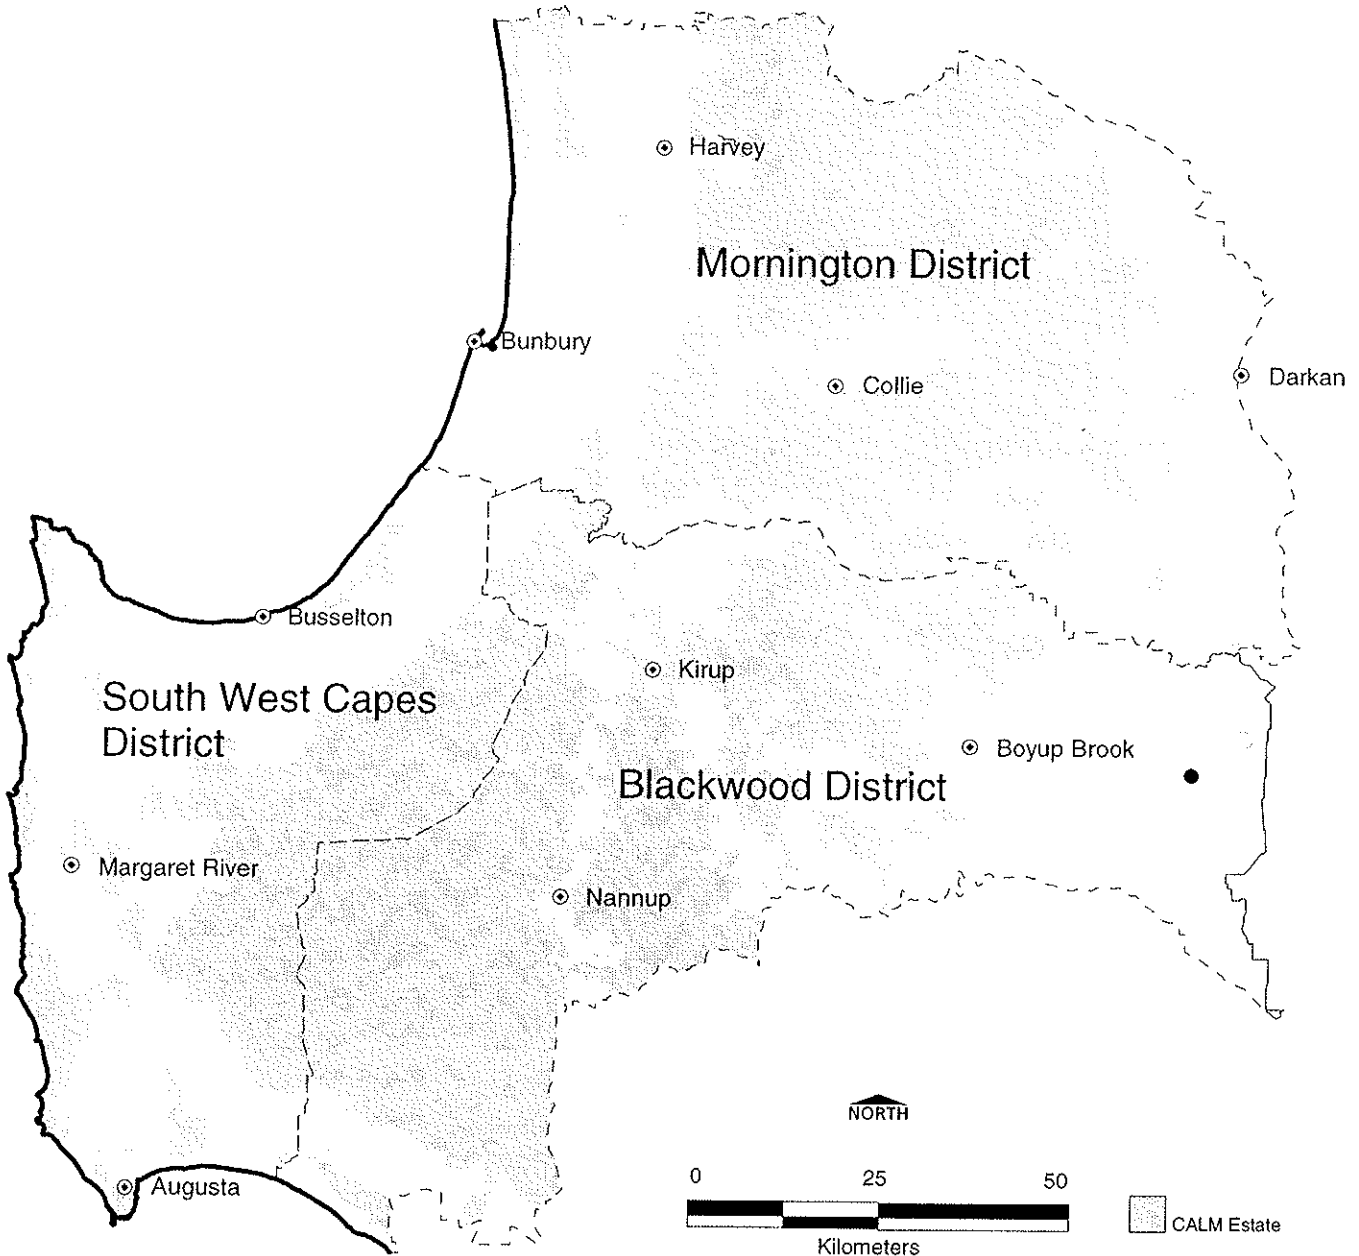 Harvey
Mornington District
Bunbury
Collie
Darkan
Busselton
Kirup
South West Capes
District
Boyup Brook
Blackwood District
Margaret River
Nannup
NORTH
0 25 50
Augusta
CALM Estate
Kilometers